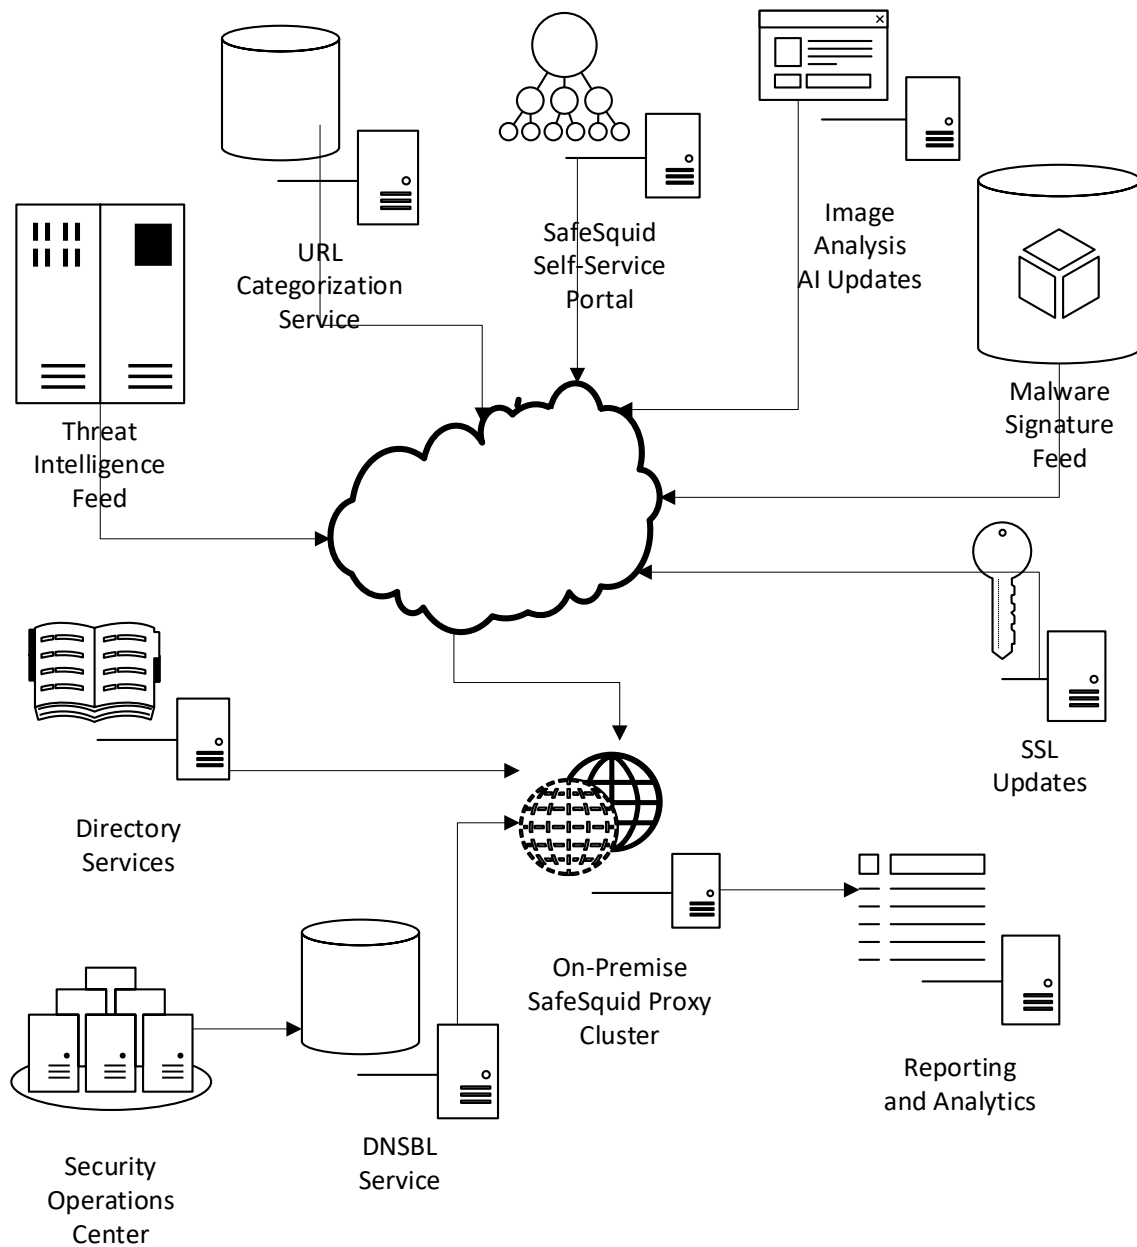 URL
Categorization
Service
SafeSquid
Self-Service
Portal
Image
Analysis
AI Updates
Threat
Intelligence
Feed
Malware
Signature
Feed
SSL
Updates
Directory
Services
On-Premise
SafeSquid Proxy
Cluster
Reporting
and Analytics
DNSBL
Service
Security
Operations
Center